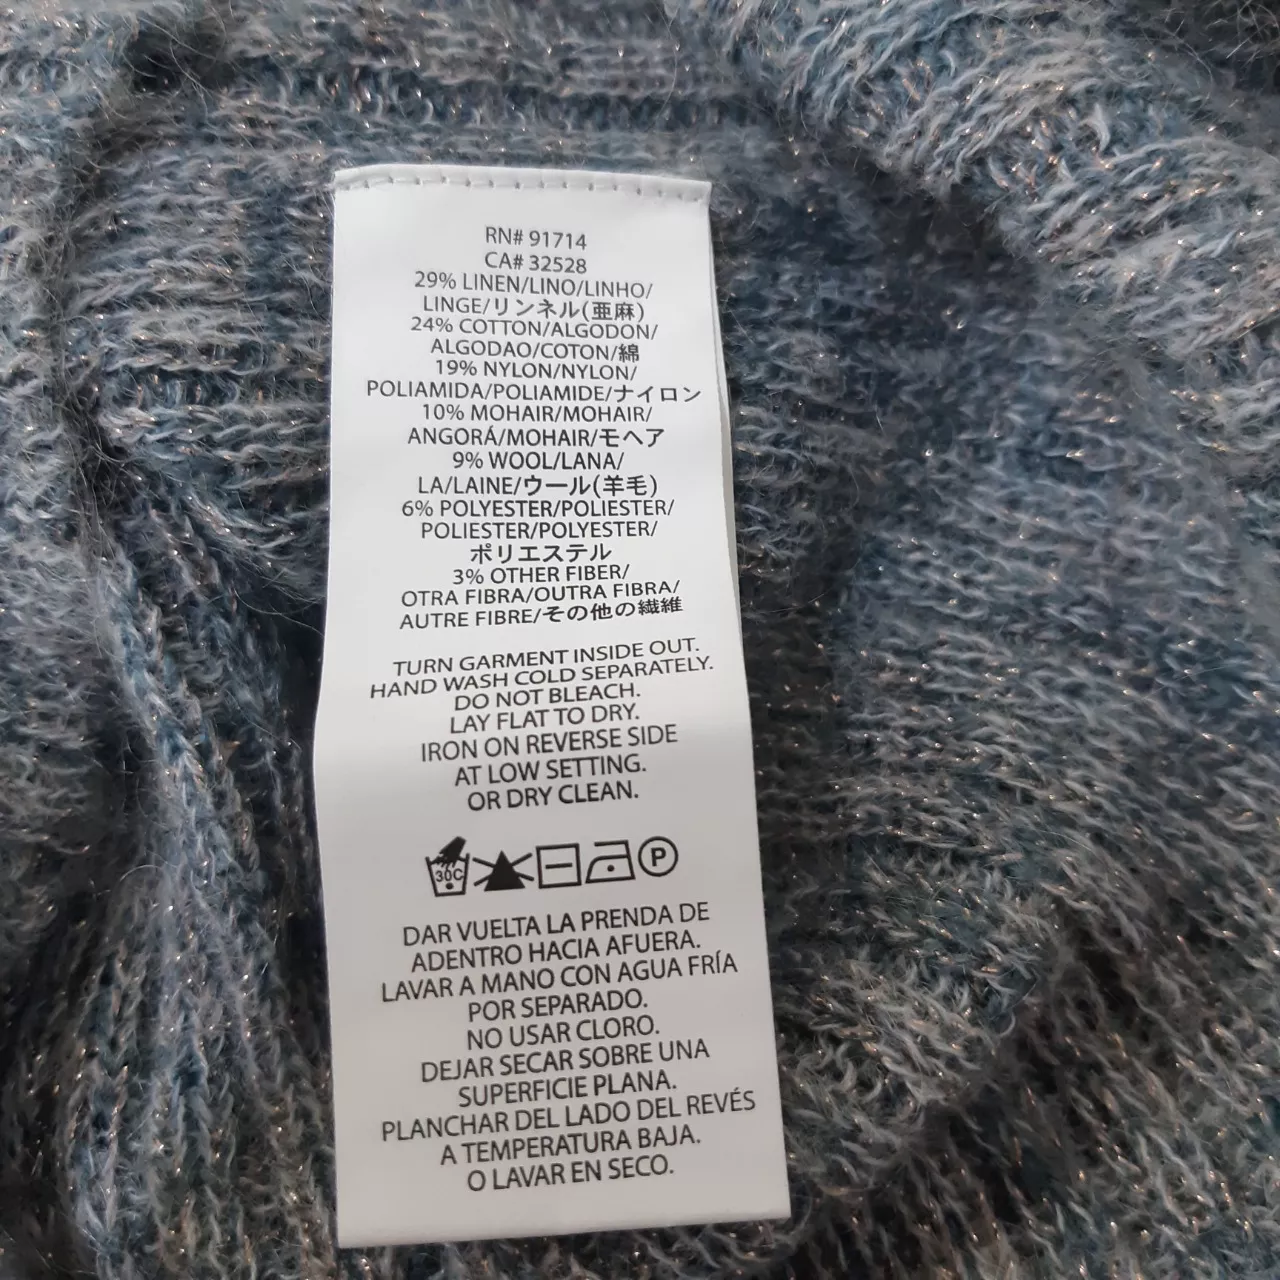 RN# 91714
CA# 32528
29% LINEN/LINO/LINHO/
LINGE/リンネル(亜麻)
24% COTTON/ALGODON/
ALGODAO/COTON/綿
19% NYLON/NYLON/
POLIAMIDA/POLIAMIDE/ナイロン
10% MOHAIR/MOHAIR/
ANGORÁ/MOHAIR/モヘア
9% WOOL/LANA/
LA/LAINE/ウール(羊毛)
6% POLYESTER/POLIESTER/
POLIESTER/POLYESTER/
ポリエステル
3% OTHER FIBER/
OTRA FIBRA/OUTRA FIBRA/
AUTRE FIBRE/その他の繊維
TURN GARMENT INSIDE OUT.
HAND WASH COLD SEPARATELY.
DO NOT BLEACH.
LAY FLAT TO DRY.
IRON ON REVERSE SIDE
AT LOW SETTING.
OR DRY CLEAN.
30C P
DAR VUELTA LA PRENDA DE
ADENTRO HACIA AFUERA.
LAVAR A MANO CON AGUA FRÍA
POR SEPARADO.
NO USAR CLORO.
DEJAR SECAR SOBRE UNA
SUPERFICIE PLANA.
PLANCHAR DEL LADO DEL REVÉS
A TEMPERATURA BAJA.
O LAVAR EN SECO.